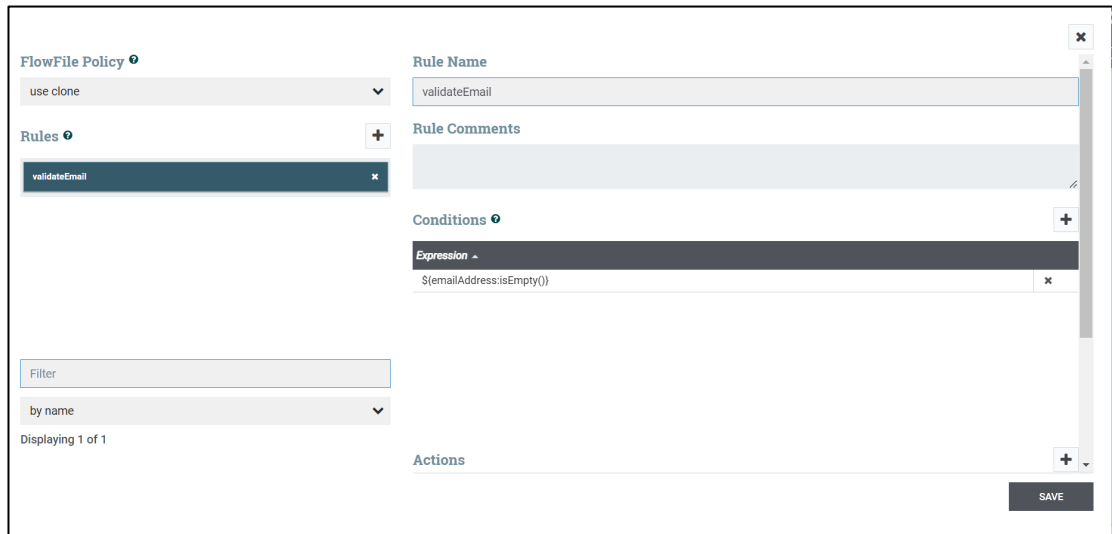 FlowFile Policy
use clone
Rules
validateEmail
Filter
by name
Displaying 1 of 1
Rule Name
validateEmail
Rule Comments
Conditions
Expression
${emailAddress:isEmpty()}
Actions
SAVE